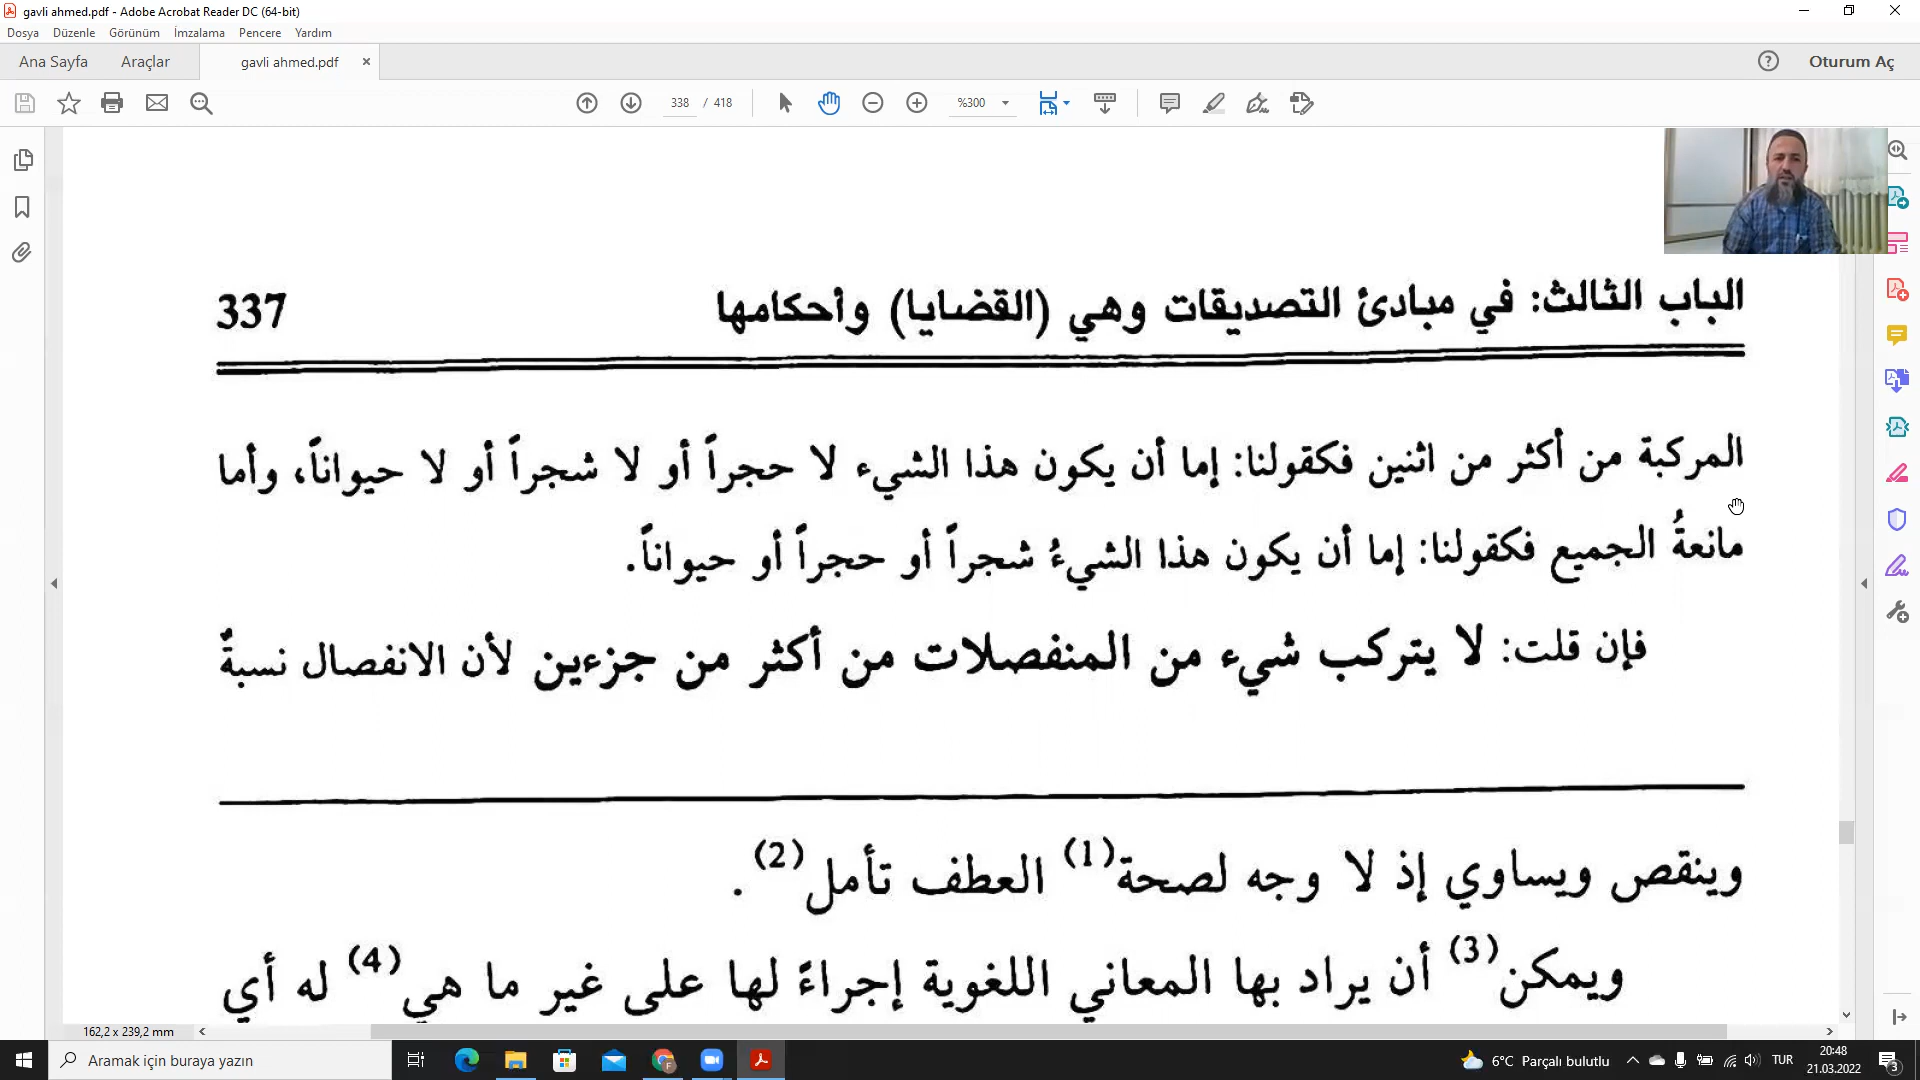 gavli ahmed.pdf - Adobe Acrobat Reader DC (64-bit)
Dosya Düzenle Görünüm İmzalama Pencere Yardım
Ana Sayfa Araçlar gavli ahmed.pdf × ? Oturum Aç
338 / 418 %300
الباب الثالث: في مبادئ التصديقات وهي (القضايا) وأحكامها 337
المركبة من أكثر من اثنين فكقولنا: إما أن يكون هذا الشيء لا حجراً أو لا شجراً أو لا حيواناً، وأما
مانعةُ الجميع فكقولنا: إما أن يكون هذا الشيءُ شجراً أو حجراً أو حيواناً.
فإن قلت: لا يتركب شيء من المنفصلات من أكثر من جزءين لأن الانفصال نسبةٌ
وينقص ويساوي إذ لا وجه لصحة(1) العطف تأمل(2).
ويمكن(3) أن يراد بها المعاني اللغوية إجراءً لها على غير ما هي(4) له أي
162,2 x 239,2 mm
Aramak için buraya yazın 6°C Parçalı bulutlu TUR 20:48
21.03.2022 3